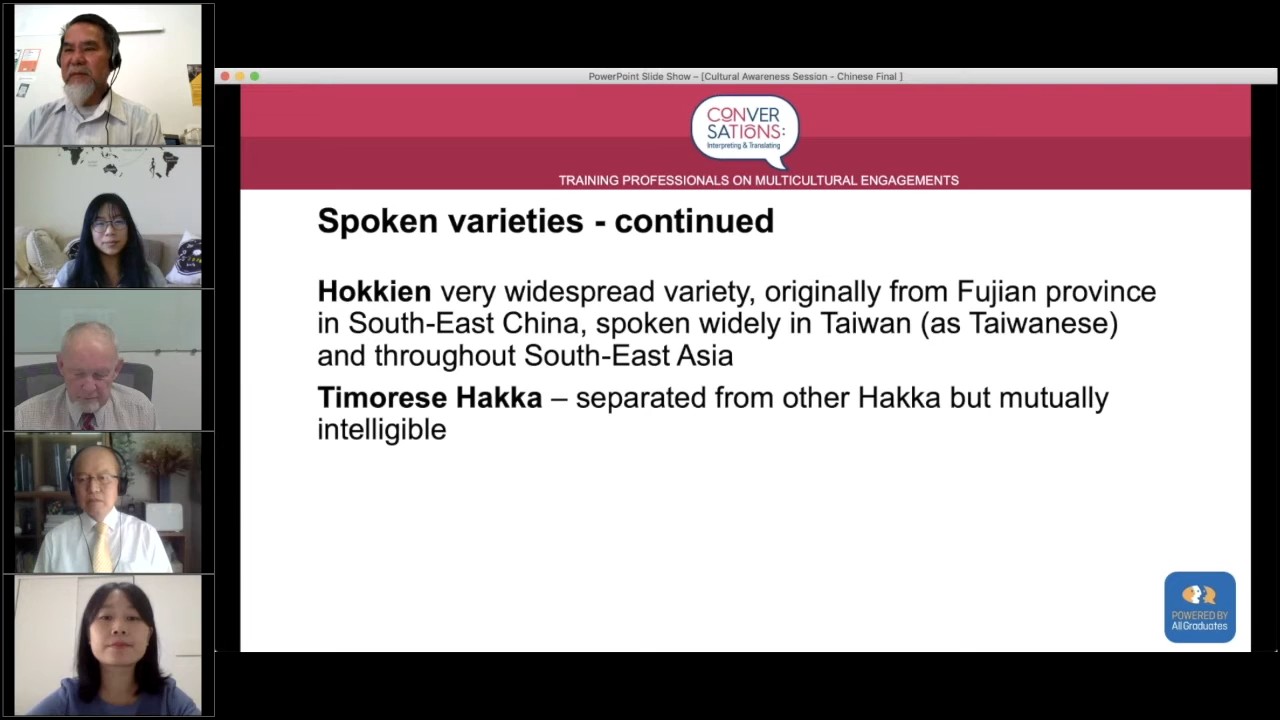 PowerPoint Slide Show – [Cultural Awareness Session - Chinese Final ]
CONVER
SATIONS:
Interpreting & Translating
TRAINING PROFESSIONALS ON MULTICULTURAL ENGAGEMENTS
Spoken varieties - continued
Hokkien very widespread variety, originally from Fujian province
in South-East China, spoken widely in Taiwan (as Taiwanese)
and throughout South-East Asia
Timorese Hakka – separated from other Hakka but mutually
intelligible
POWERED BY
All Graduates